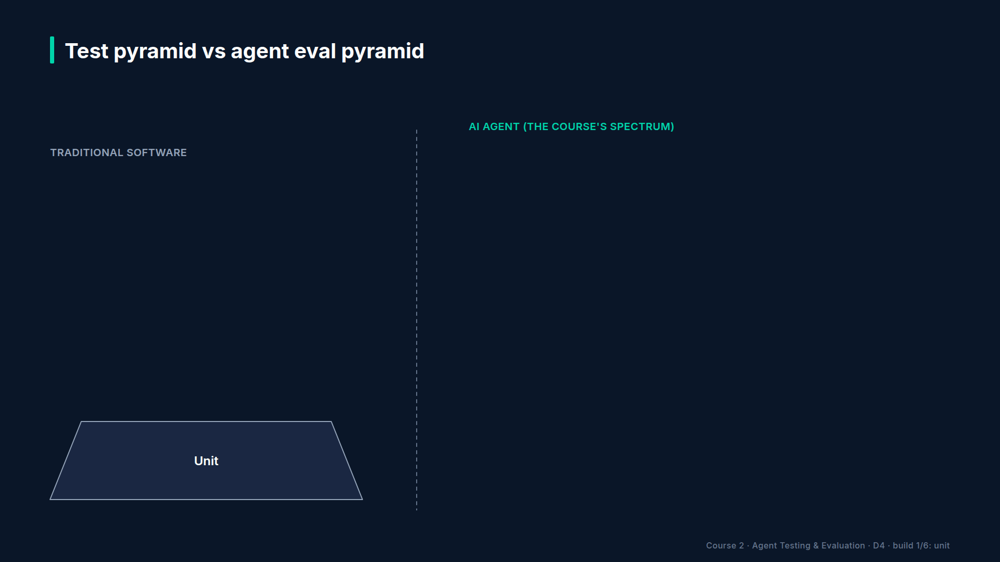 Test pyramid vs agent eval pyramid
AI AGENT (THE COURSE'S SPECTRUM)
TRADITIONAL SOFTWARE
Unit
Course 2 · Agent Testing & Evaluation · D4 · build 1/6: unit